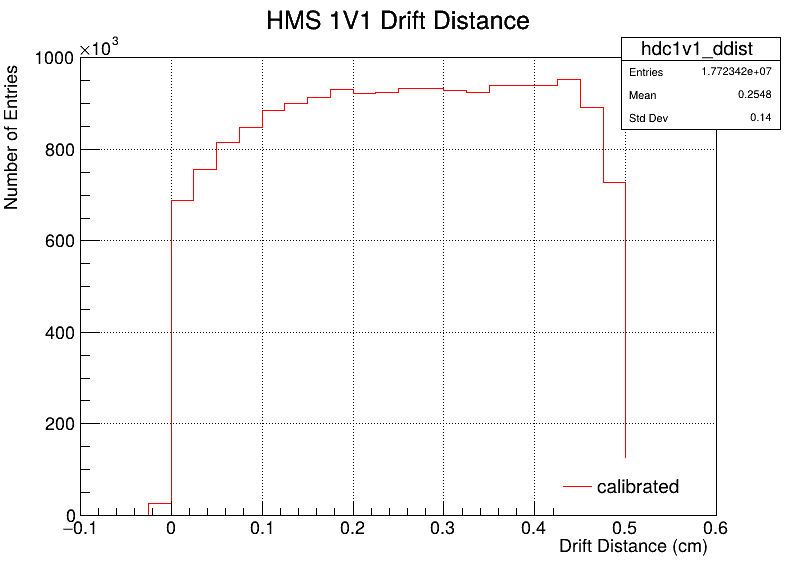 HMS 1V1 Drift Distance
hdc1v1_ddist
Entries 1.772342e+07
Mean 0.2548
Std Dev 0.14
×10³
Number of Entries
1000
800
600
400
200
0
calibrated
−0.1 0 0.1 0.2 0.3 0.4 0.5 0.6
Drift Distance (cm)